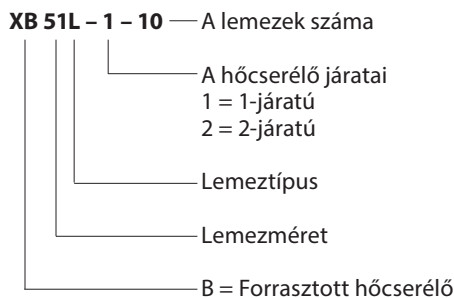 XB 51L – 1 – 10 A lemezek száma
A hőcserélő járatai
1 = 1-járatú
2 = 2-járatú
Lemeztípus
Lemezméret
B = Forrasztott hőcserélő